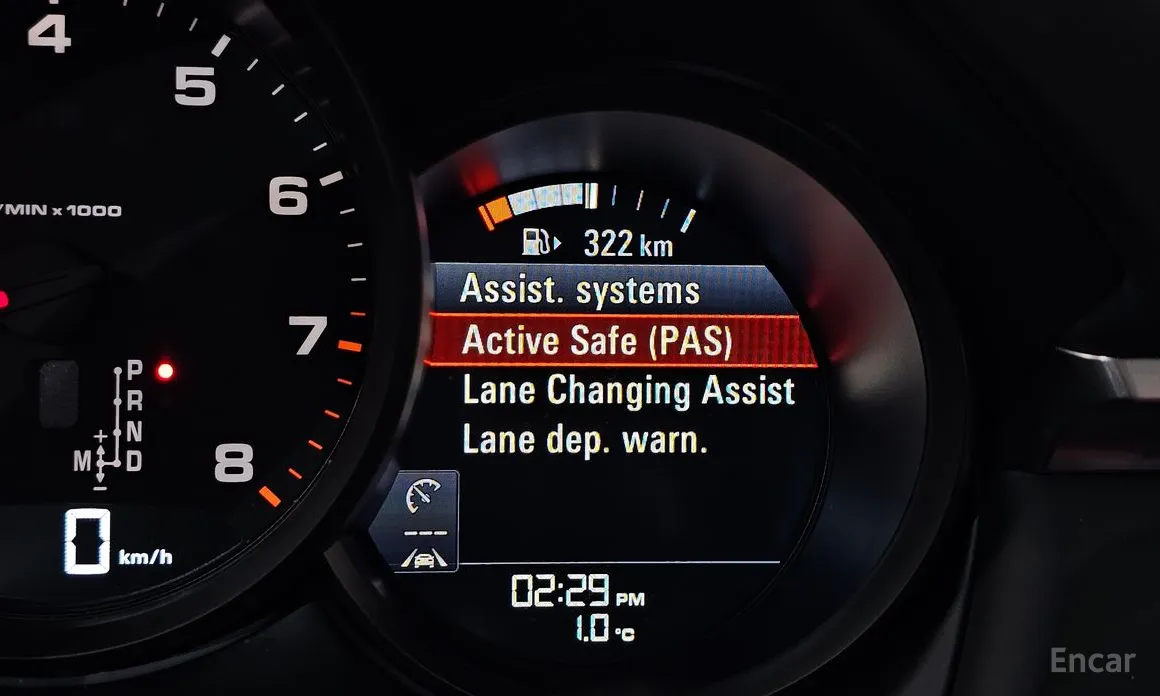 4
5
6
7
8
/MIN x 1000
P
R
N
D
M
+
-
0 km/h
322 km
Assist. systems
Active Safe (PAS)
Lane Changing Assist
Lane dep. warn.
---
02:29 PM
1.0 °C
Encar